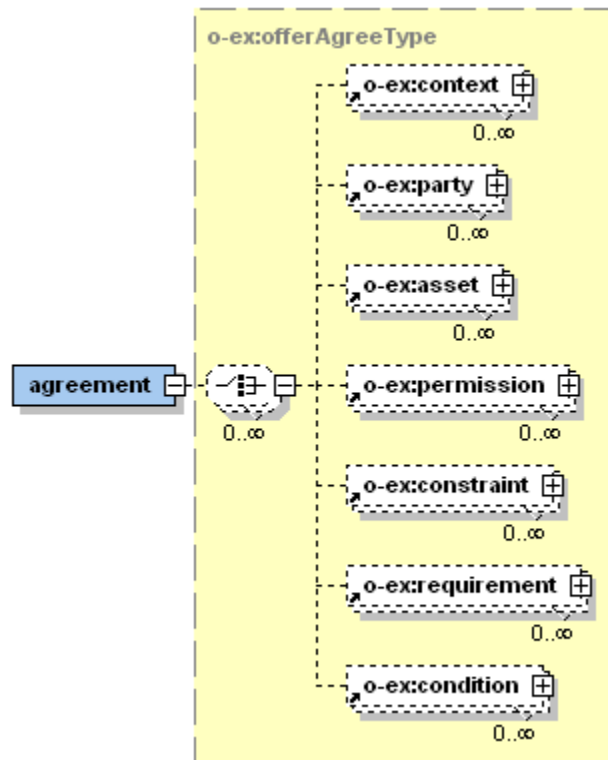 o-ex:offerAgreeType
o-ex:context
0..∞
o-ex:party
0..∞
o-ex:asset
0..∞
agreement
0..∞
o-ex:permission
0..∞
o-ex:constraint
0..∞
o-ex:requirement
0..∞
o-ex:condition
0..∞